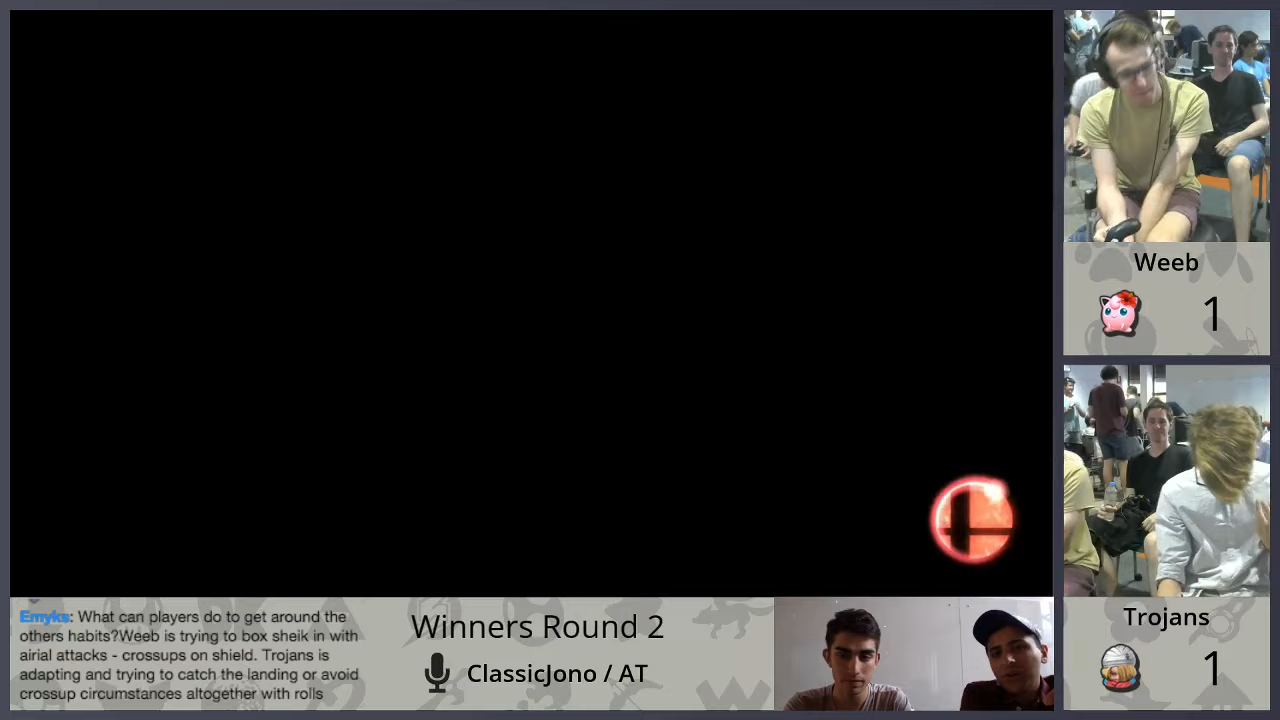 Weeb
1
Trojans
1
Emyks: What can players do to get around the
others habits?Weeb is trying to box sheik in with
airial attacks - crossups on shield. Trojans is
adapting and trying to catch the landing or avoid
crossup circumstances altogether with rolls
Winners Round 2
ClassicJono / AT